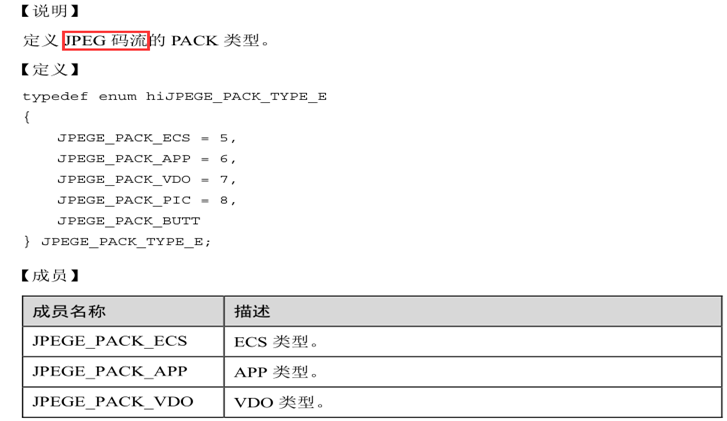 【说明】
定义 JPEG 码流的 PACK 类型。
【定义】
typedef enum hiJPEGE_PACK_TYPE_E
{
JPEGE_PACK_ECS = 5,
JPEGE_PACK_APP = 6,
JPEGE_PACK_VDO = 7,
JPEGE_PACK_PIC = 8,
JPEGE_PACK_BUTT
} JPEGE_PACK_TYPE_E;
【成员】
成员名称 描述
JPEGE_PACK_ECS ECS 类型。
JPEGE_PACK_APP APP 类型。
JPEGE_PACK_VDO VDO 类型。